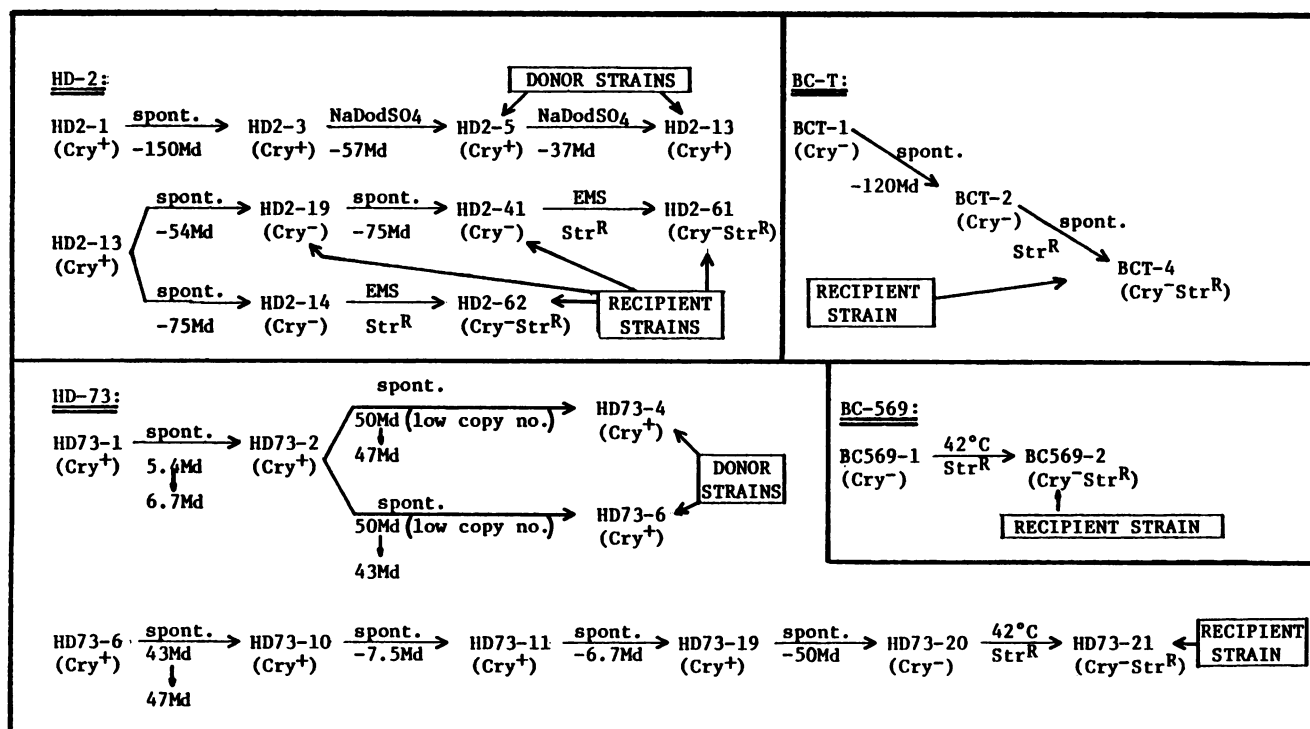 HD-2:
DONOR STRAINS
HD2-1 spont. HD2-3 NaDodSO4 HD2-5 NaDodSO4 HD2-13
(Cry+) -150Md (Cry+) -57Md (Cry+) -37Md (Cry+)
spont. HD2-19 spont. HD2-41 EMS HD2-61
-54Md (Cry-) -75Md (Cry-) StrR (Cry-StrR)
HD2-13
(Cry+)
spont. HD2-14 EMS HD2-62
-75Md (Cry-) StrR (Cry-StrR)
RECIPIENT
STRAINS
BC-T:
BCT-1
(Cry-)
spont.
-120Md
BCT-2
(Cry-)
spont.
StrR
BCT-4
(Cry-StrR)
RECIPIENT
STRAIN
HD-73:
HD73-1 spont. HD73-2
(Cry+) 5.4Md (Cry+)
6.7Md
spont.
50Md (low copy no.)
47Md
HD73-4
(Cry+)
spont.
50Md (low copy no.)
43Md
HD73-6
(Cry+)
DONOR
STRAINS
BC-569:
BC569-1 42°C BC569-2
(Cry-) StrR (Cry-StrR)
RECIPIENT STRAIN
HD73-6 spont. HD73-10 spont. HD73-11 spont. HD73-19 spont. HD73-20 42°C HD73-21
(Cry+) 43Md (Cry+) -7.5Md (Cry+) -6.7Md (Cry+) -50Md (Cry-) StrR (Cry-StrR)
47Md
RECIPIENT
STRAIN